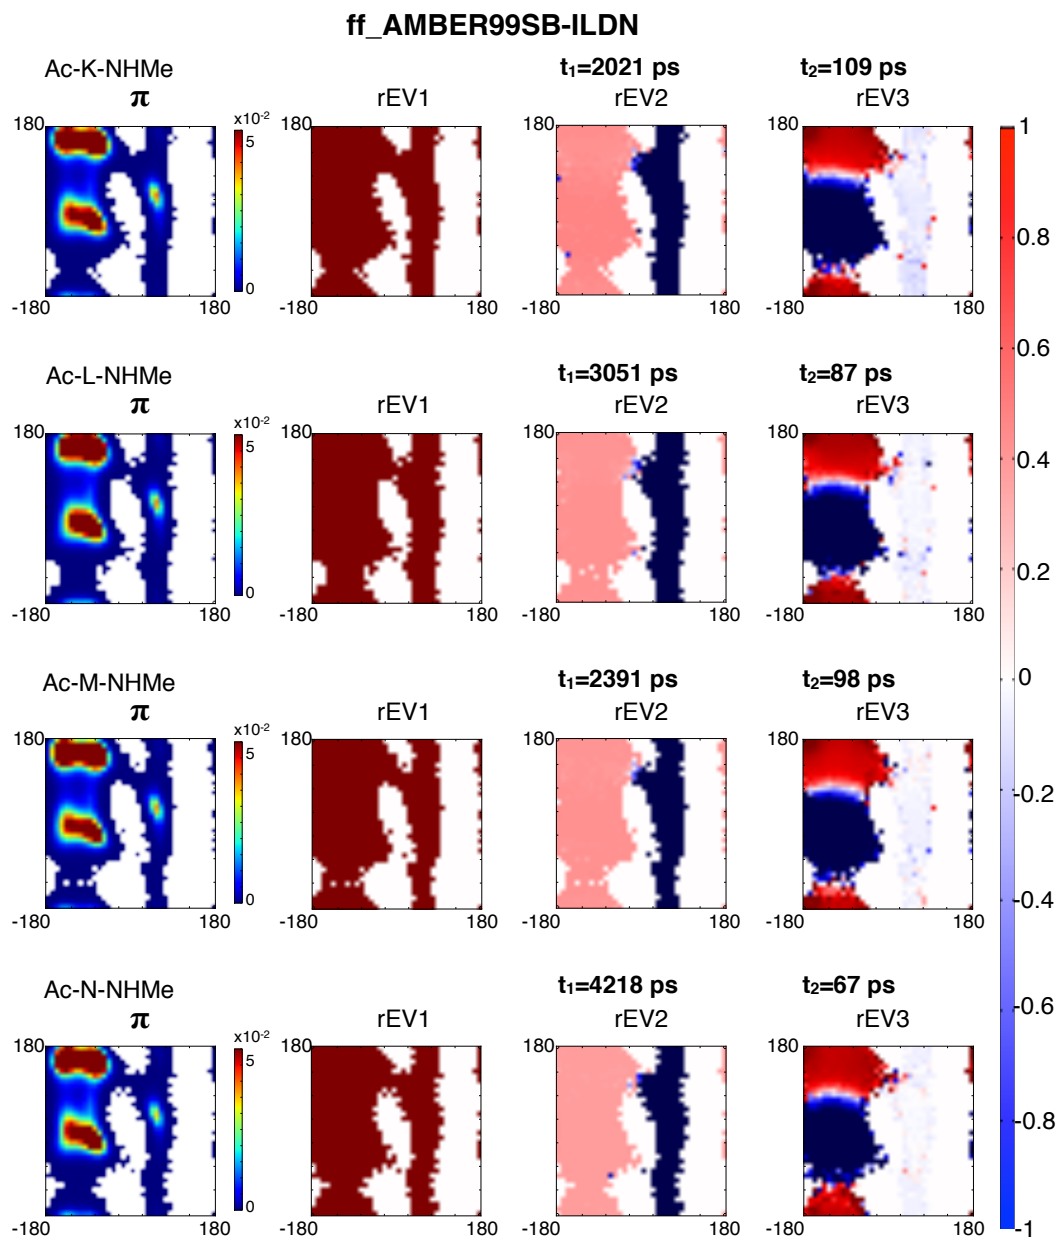 ff_AMBER99SB-ILDN
Ac-K-NHMe t₁=2021 ps t₂=109 ps
π rEV1 rEV2 rEV3
x10⁻²
180 5 180 180 180 1
0
-180 180 -180 180 -180 180 -180 180
0.8
0.6
Ac-L-NHMe t₁=3051 ps t₂=87 ps
π rEV1 rEV2 rEV3
x10⁻²
180 5 180 180 180
0.4
0.2
0
-180 180 -180 180 -180 180 -180 180
Ac-M-NHMe t₁=2391 ps t₂=98 ps
0
π rEV1 rEV2 rEV3
x10⁻²
180 5 180 180 180
-0.2
-0.4
0
-180 180 -180 180 -180 180 -180 180
Ac-N-NHMe t₁=4218 ps t₂=67 ps
-0.6
π rEV1 rEV2 rEV3
x10⁻²
180 5 180 180 180
-0.8
0
-180 180 -180 180 -180 180 -180 180
-1